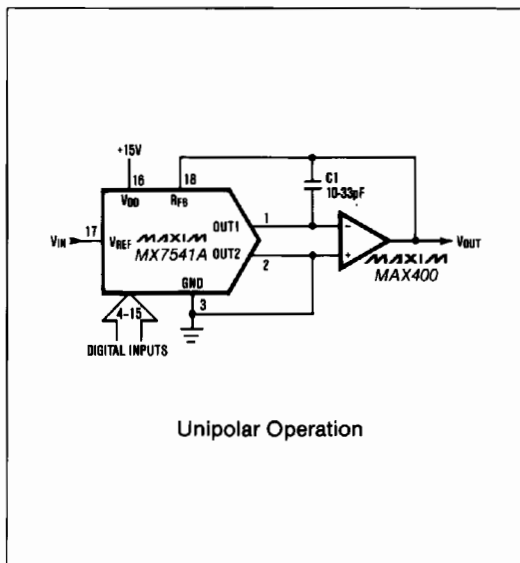 +15V
16
18
VDD
RFB
C1
10-33pF
1
OUT1
VIN
17
VREF
MAXIM
MX7541A
OUT2
2
−
+
VOUT
MAXIM
MAX400
GND
3
4-15
DIGITAL INPUTS
Unipolar Operation